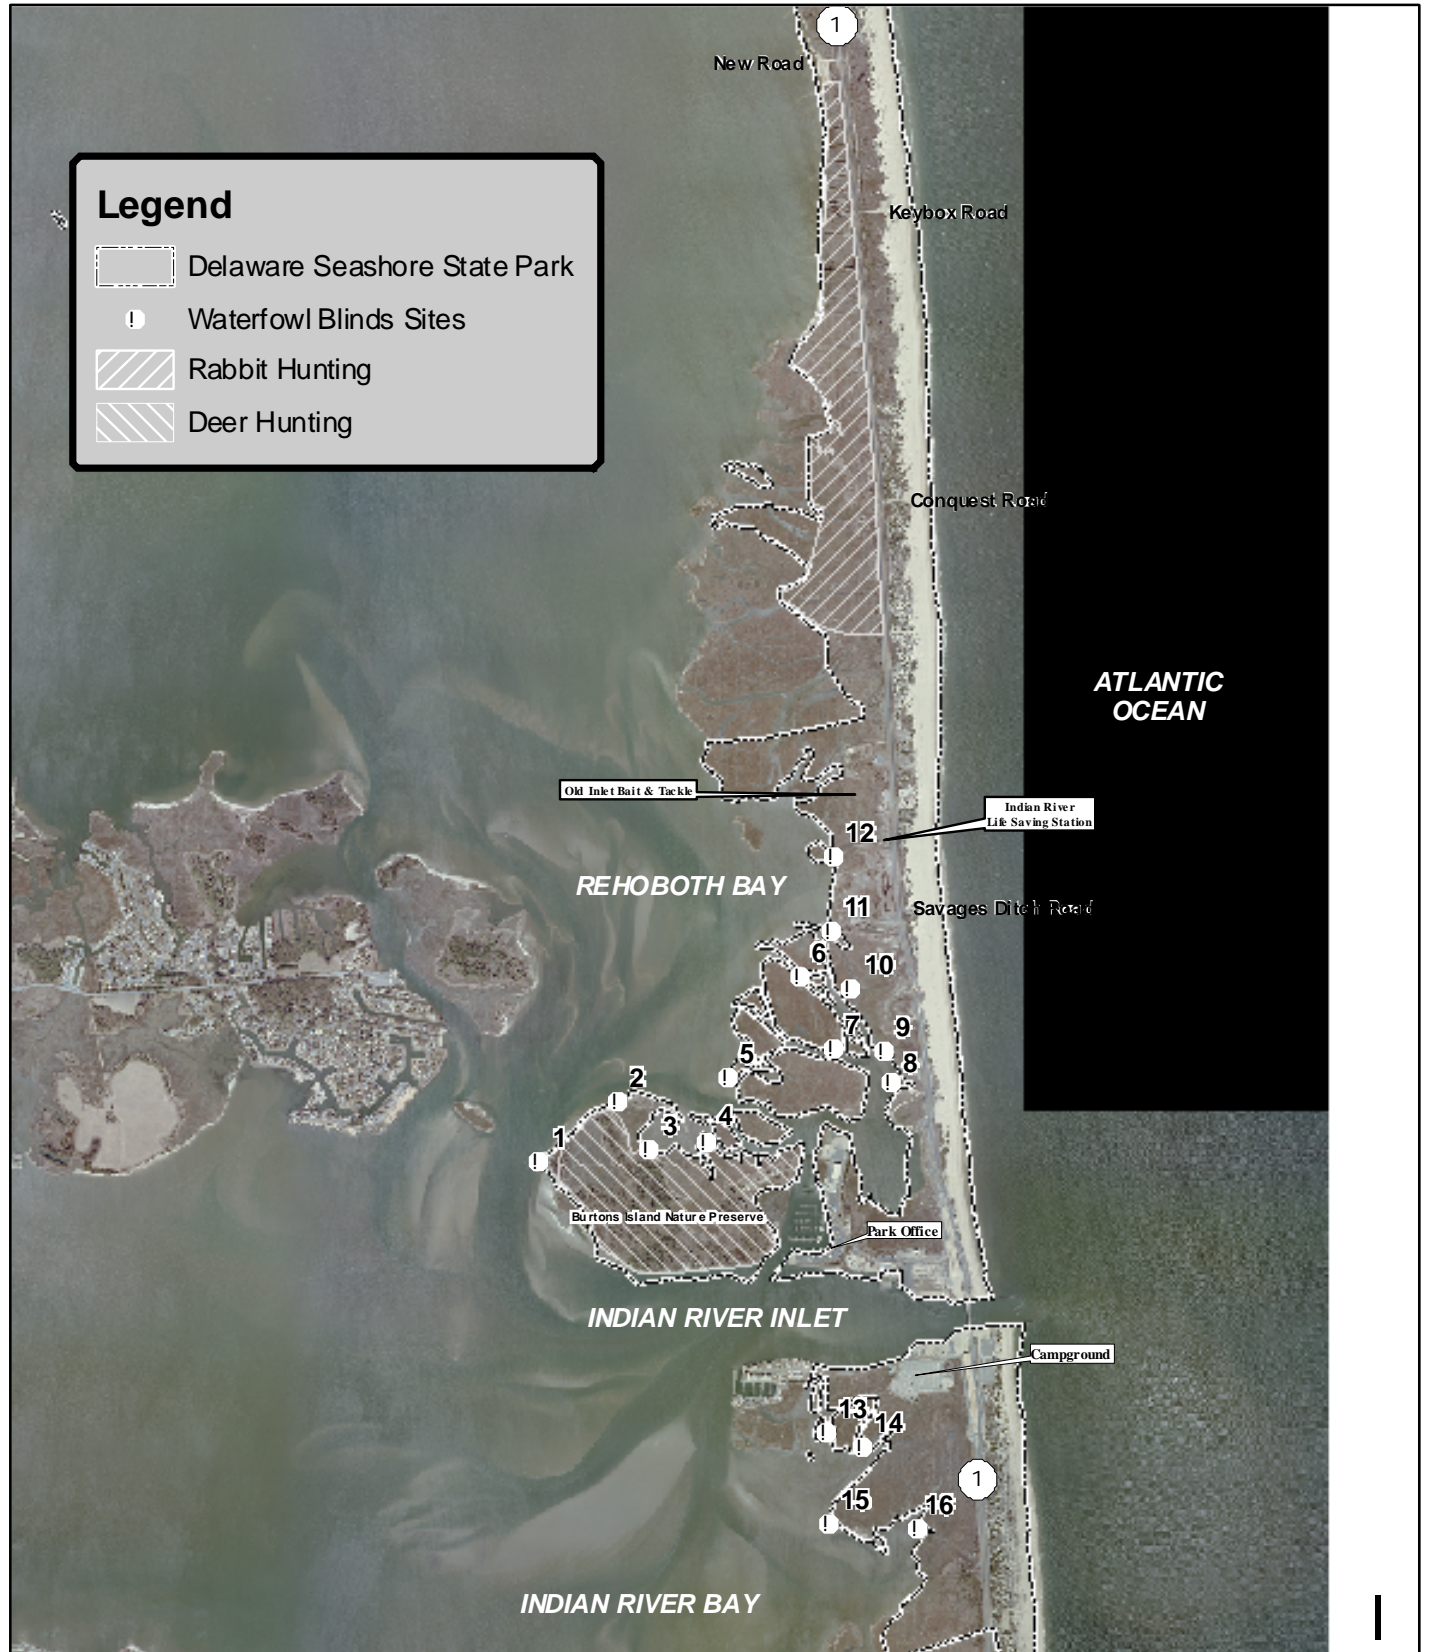 1
New Road
Legend
Delaware Seashore State Park
Waterfowl Blinds Sites
Rabbit Hunting
Deer Hunting
Keybox Road
Conquest Road
ATLANTIC
OCEAN
Old Inlet Bait & Tackle
Indian River
Life Saving Station
12
REHOBOTH BAY
11
Savages Ditch Road
6
10
7
9
5
8
2
4
3
1
Burtons Island Nature Preserve
Park Office
INDIAN RIVER INLET
Campground
13
14
1
15
16
INDIAN RIVER BAY